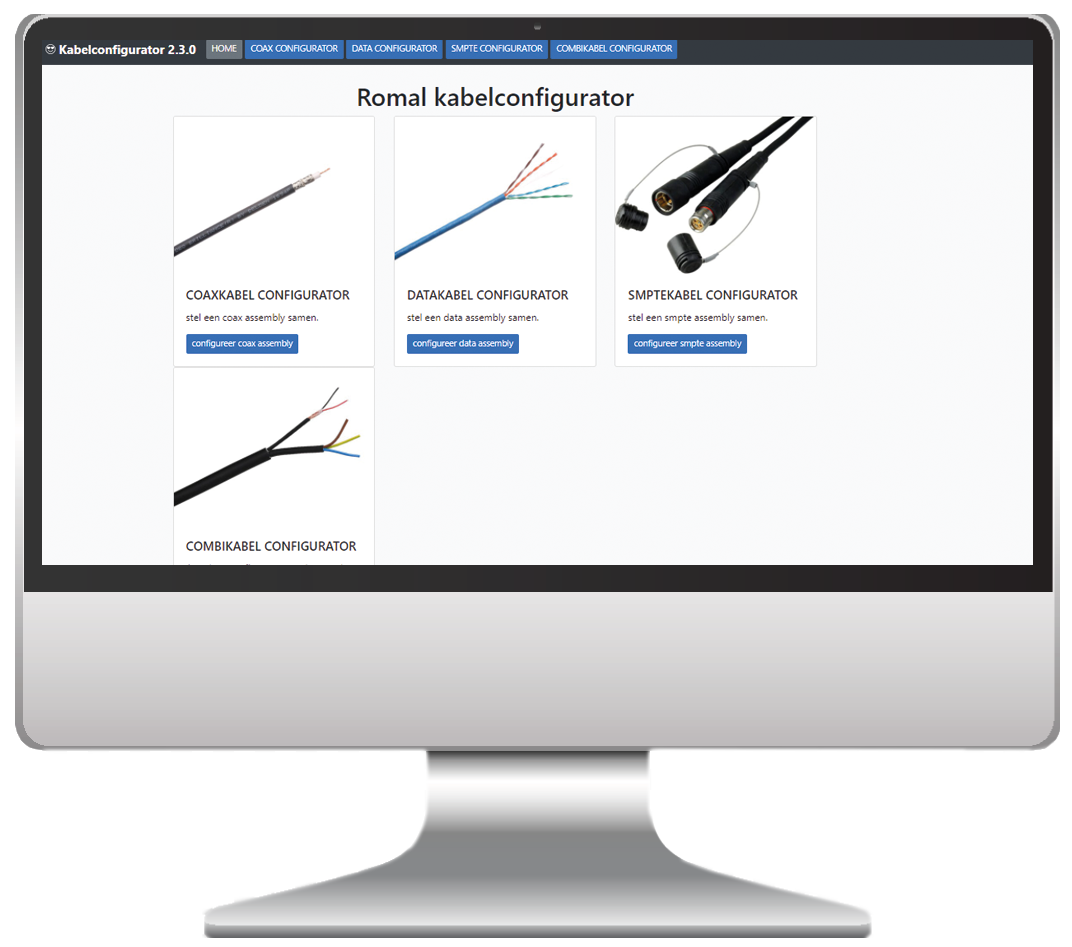 Kabelconfigurator 2.3.0 HOME COAX CONFIGURATOR DATA CONFIGURATOR SMPTE CONFIGURATOR COMBIKABEL CONFIGURATOR
Romal kabelconfigurator
COAXKABEL CONFIGURATOR
stel een coax assembly samen.
configureer coax assembly
DATAKABEL CONFIGURATOR
stel een data assembly samen.
configureer data assembly
SMPTEKABEL CONFIGURATOR
stel een smpte assembly samen.
configureer smpte assembly
COMBIKABEL CONFIGURATOR